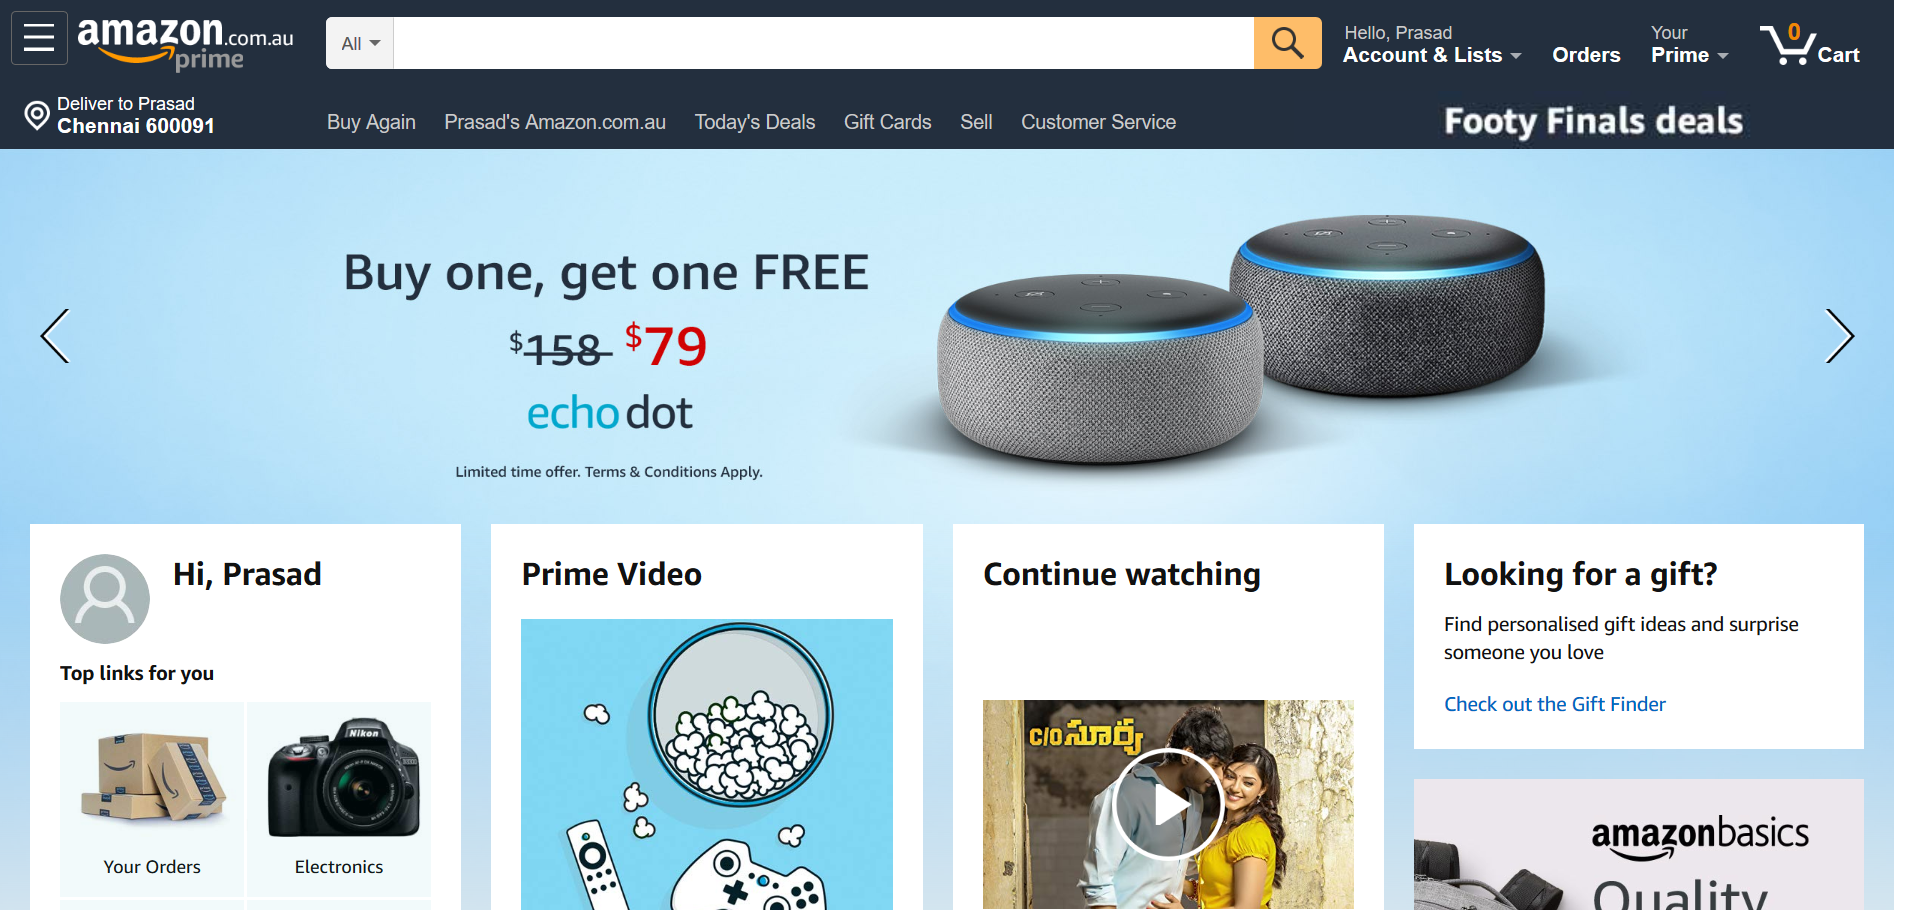 amazon.com.au
prime
All
Hello, Prasad
Account & Lists
Orders
Your
Prime
0
Cart
Deliver to Prasad
Chennai 600091
Buy Again
Prasad's Amazon.com.au
Today's Deals
Gift Cards
Sell
Customer Service
Footy Finals deals
Buy one, get one FREE
$158 $79
echo dot
Limited time offer. Terms & Conditions Apply.
Hi, Prasad
Top links for you
Nikon
Your Orders
Electronics
Prime Video
Continue watching
c/o సూర్య
Looking for a gift?
Find personalised gift ideas and surprise
someone you love
Check out the Gift Finder
amazonbasics
Quality